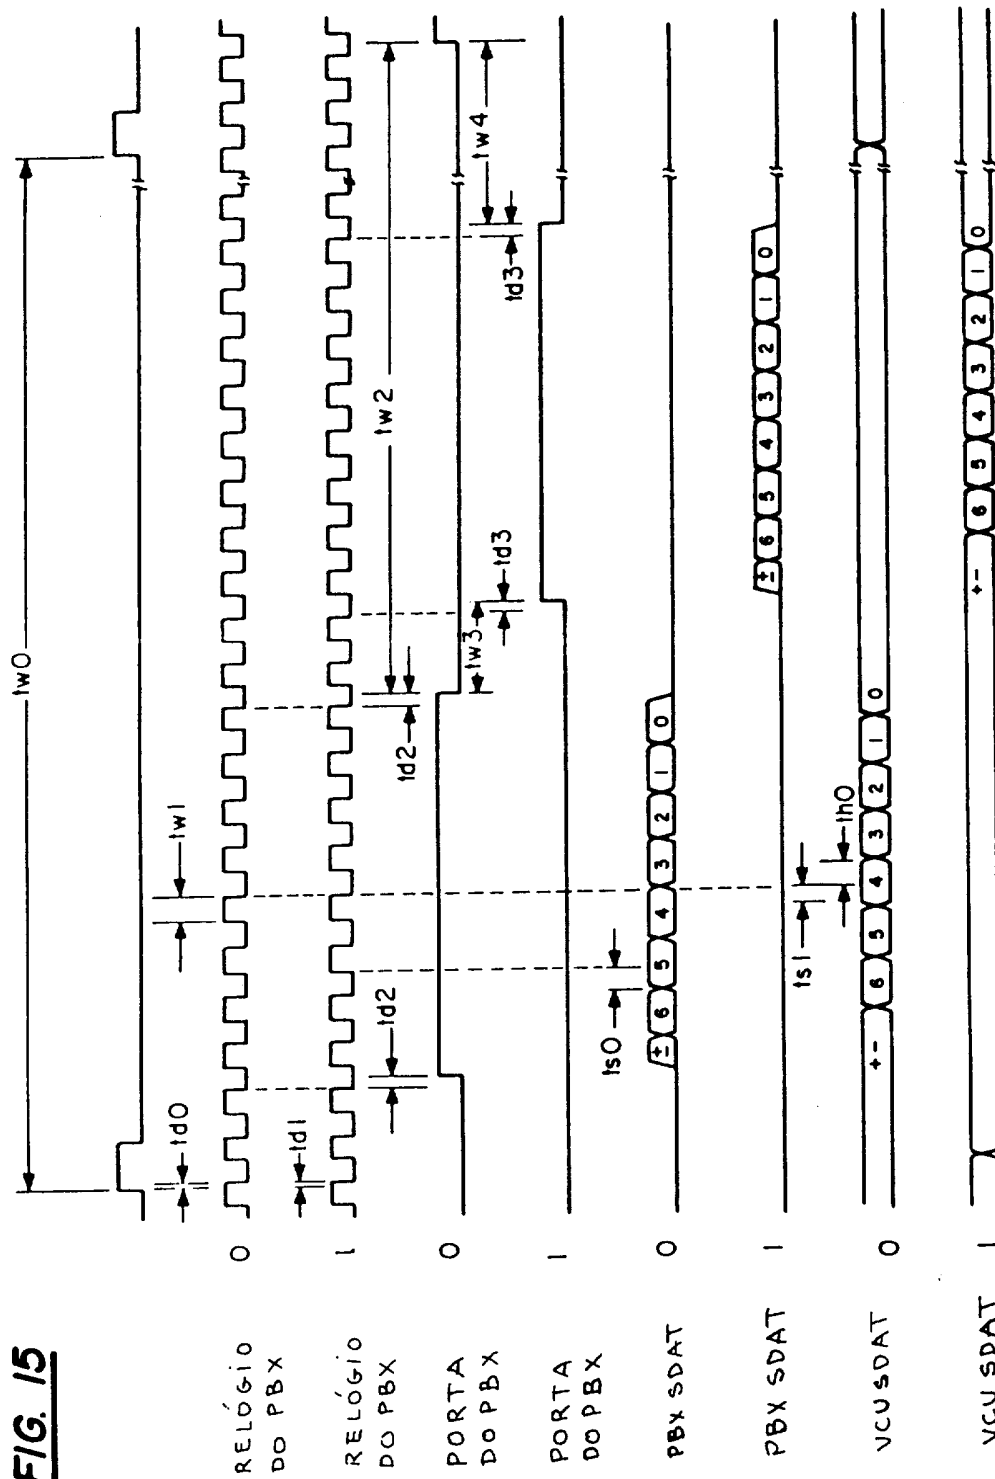 FIG. 15
tw0
td0
tw1
RELÓGIO
DO PBX
0
td1
RELÓGIO
DO PBX
1
td2
td2
tw2
PORTA
DO PBX
0
tw3
td3
td3
tw4
PORTA
DO PBX
1
ts0
PBX SDAT
0
± 6 5 4 3 2 1 0
PBX SDAT
1
± 6 5 4 3 2 1 0
ts1
th0
VCU SDAT
0
+- 6 5 4 3 2 1 0
VCU SDAT
1
+- 6 5 4 3 2 1 0